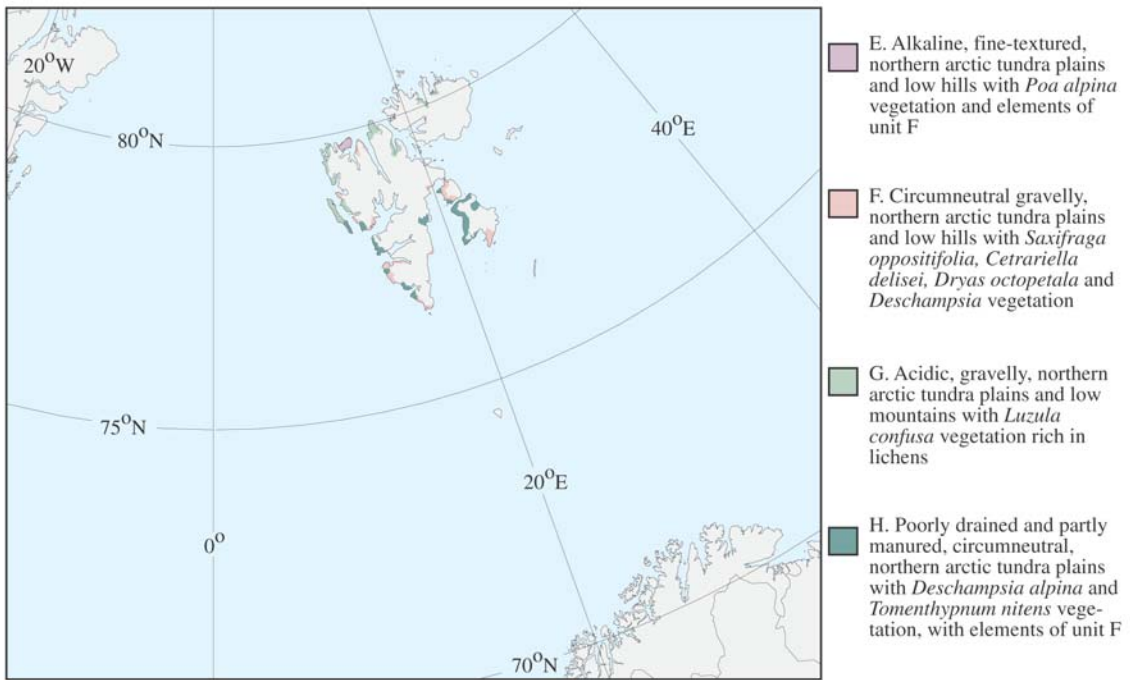 20°W
80°N
40°E
75°N
20°E
0°
70°N
E. Alkaline, fine-textured,
northern arctic tundra plains
and low hills with Poa alpina
vegetation and elements of
unit F
F. Circumneutral gravelly,
northern arctic tundra plains
and low hills with Saxifraga
oppositifolia, Cetrariella
delisei, Dryas octopetala and
Deschampsia vegetation
G. Acidic, gravelly, northern
arctic tundra plains and low
mountains with Luzula
confusa vegetation rich in
lichens
H. Poorly drained and partly
manured, circumneutral,
northern arctic tundra plains
with Deschampsia alpina and
Tomenthypnum nitens vege-
tation, with elements of unit F